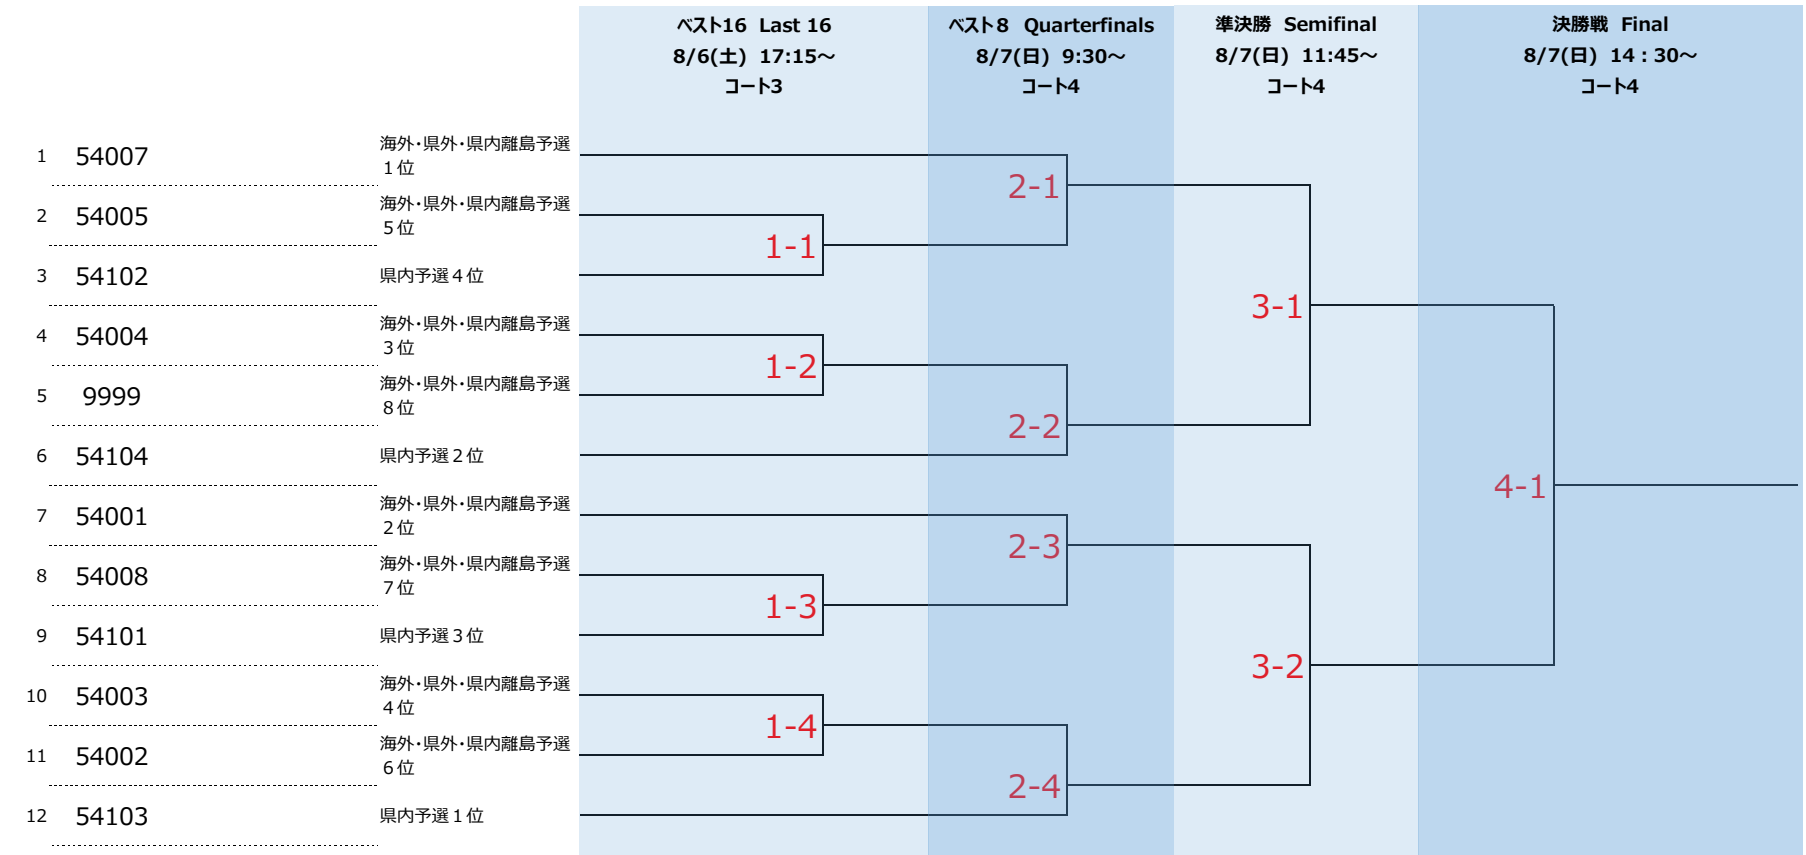 ベスト16 Last 16
8/6(土) 17:15～
コート3
ベスト8 Quarterfinals
8/7(日) 9:30～
コート4
準決勝 Semifinal
8/7(日) 11:45～
コート4
決勝戦 Final
8/7(日) 14：30～
コート4
1 54007 海外・県外・県内離島予選
１位
2 54005 海外・県外・県内離島予選
５位
3 54102 県内予選４位
4 54004 海外・県外・県内離島予選
３位
5 9999 海外・県外・県内離島予選
８位
6 54104 県内予選２位
7 54001 海外・県外・県内離島予選
２位
8 54008 海外・県外・県内離島予選
７位
9 54101 県内予選３位
10 54003 海外・県外・県内離島予選
４位
11 54002 海外・県外・県内離島予選
６位
12 54103 県内予選１位
1-1
1-2
1-3
1-4
2-1
2-2
2-3
2-4
3-1
3-2
4-1